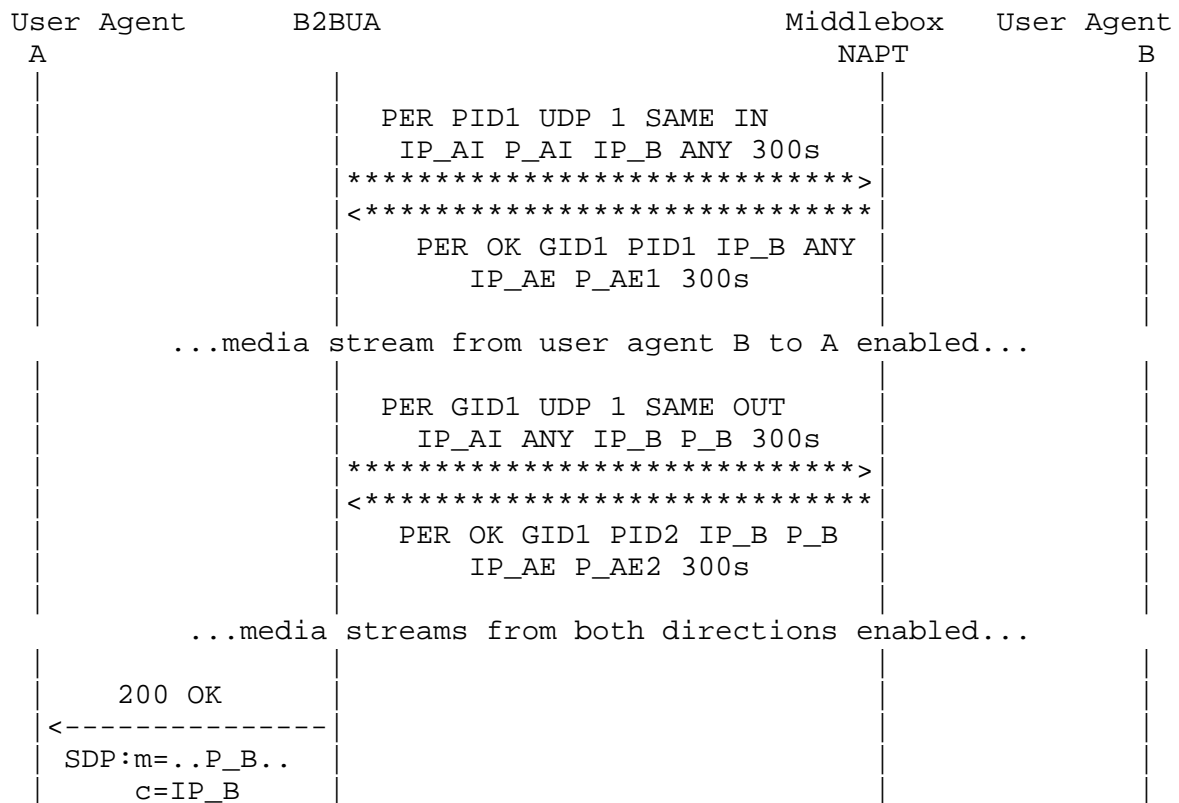 User Agent B2BUA Middlebox User Agent
A NAPT B
PER PID1 UDP 1 SAME IN
IP_AI P_AI IP_B ANY 300s
*****************************>
<*****************************
PER OK GID1 PID1 IP_B ANY
IP_AE P_AE1 300s
...media stream from user agent B to A enabled...
PER GID1 UDP 1 SAME OUT
IP_AI ANY IP_B P_B 300s
*****************************>
<*****************************
PER OK GID1 PID2 IP_B P_B
IP_AE P_AE2 300s
...media streams from both directions enabled...
200 OK
<---------------
SDP:m=..P_B..
c=IP_B